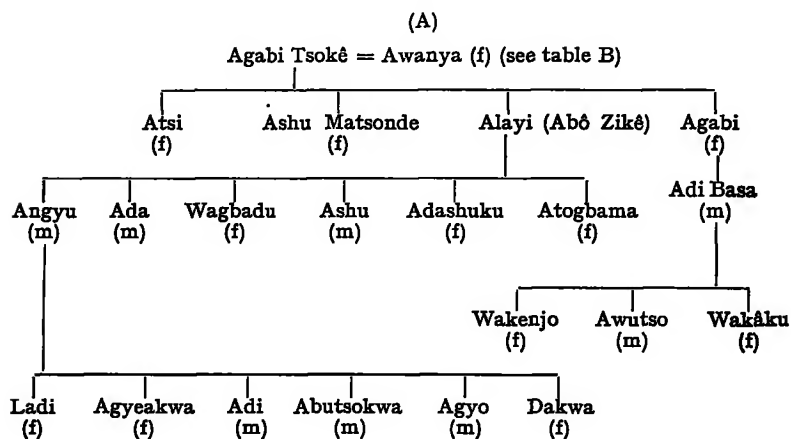 (A)
Agabi Tsokê = Awanya (f) (see table B)
Atsi Ashu Matsonde Alayi (Abô Zikê) Agabi
(f) (f) (f)
Adi Basa
(m)
Angyu Ada Wagbadu Ashu Adashuku Atogbama
(m) (m) (f) (m) (f) (f)
Wakenjo Awutso Wakâku
(f) (m) (f)
Ladi Agyeakwa Adi Abutsokwa Agyo Dakwa
(f) (f) (m) (m) (m) (f)